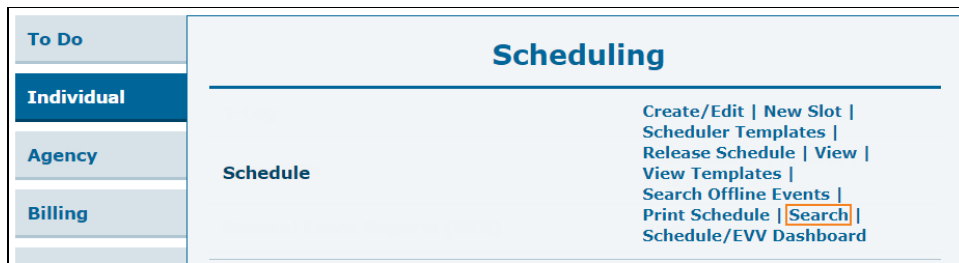 To Do
Individual
Agency
Billing
Scheduling
Schedule
Create/Edit | New Slot |
Scheduler Templates |
Release Schedule | View |
View Templates |
Search Offline Events |
Print Schedule | Search |
Schedule/EVV Dashboard